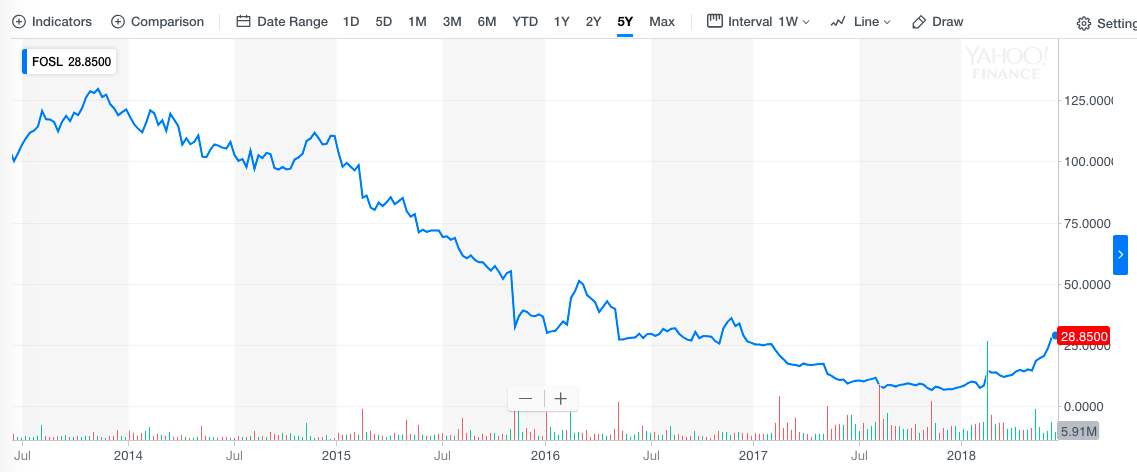 Indicators Comparison Date Range 1D 5D 1M 3M 6M YTD 1Y 2Y 5Y Max Interval 1W Line Draw Setting
FOSL 28.8500
YAHOO!
FINANCE
125.0000
100.0000
75.0000
50.0000
28.8500
25.0000
0.0000
5.91M
Jul 2014 Jul 2015 Jul 2016 Jul 2017 Jul 2018